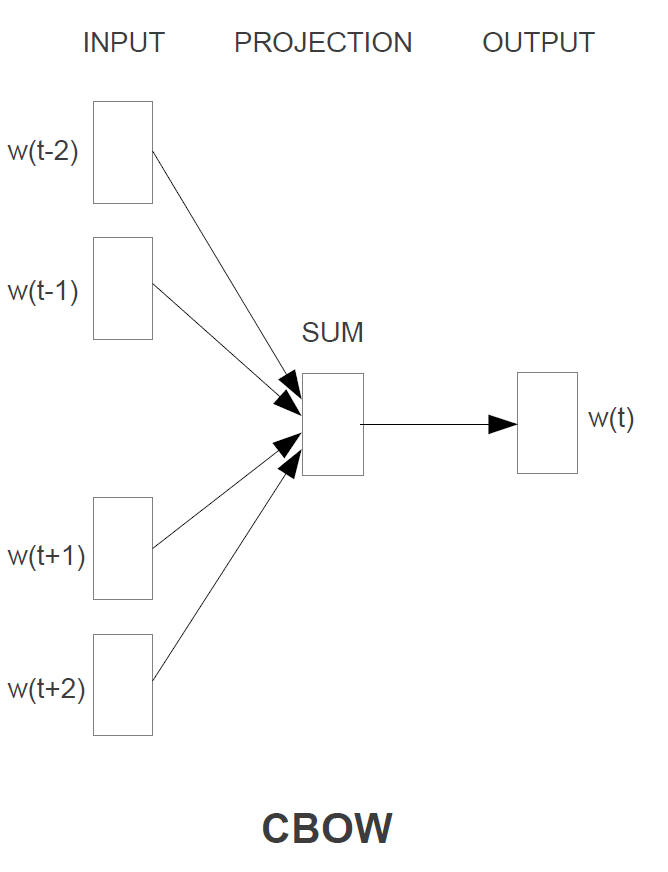 INPUT PROJECTION OUTPUT
w(t-2)
w(t-1)
SUM
w(t)
w(t+1)
w(t+2)
CBOW